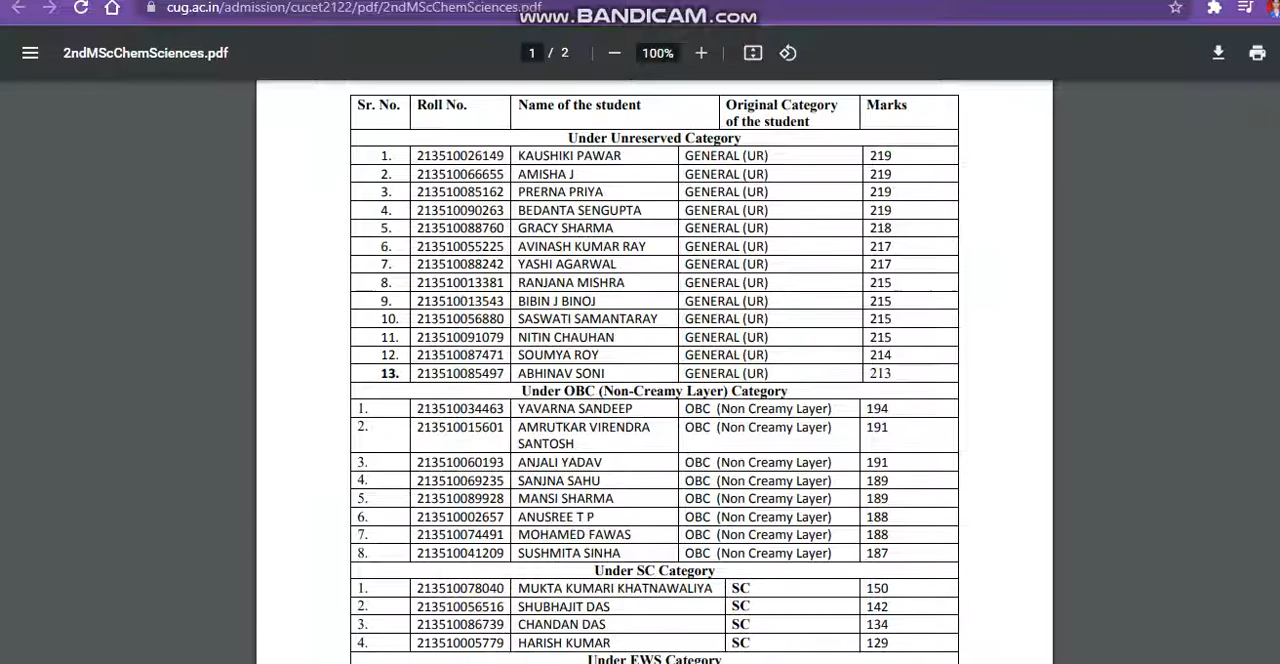 cug.ac.in/admission/cucet2122/pdf/2ndMScChemSciences.pdf
www.BANDICAM.com
2ndMScChemSciences.pdf
1 / 2
100%
Sr. No. Roll No. Name of the student Original Category of the student Marks
Under Unreserved Category
1. 213510026149 KAUSHIKI PAWAR GENERAL (UR) 219
2. 213510066655 AMISHA J GENERAL (UR) 219
3. 213510085162 PRERNA PRIYA GENERAL (UR) 219
4. 213510090263 BEDANTA SENGUPTA GENERAL (UR) 219
5. 213510088760 GRACY SHARMA GENERAL (UR) 218
6. 213510055225 AVINASH KUMAR RAY GENERAL (UR) 217
7. 213510088242 YASHI AGARWAL GENERAL (UR) 217
8. 213510013381 RANJANA MISHRA GENERAL (UR) 215
9. 213510013543 BIBIN J BINOJ GENERAL (UR) 215
10. 213510056880 SASWATI SAMANTARAY GENERAL (UR) 215
11. 213510091079 NITIN CHAUHAN GENERAL (UR) 215
12. 213510087471 SOUMYA ROY GENERAL (UR) 214
13. 213510085497 ABHINAV SONI GENERAL (UR) 213
Under OBC (Non-Creamy Layer) Category
1. 213510034463 YAVARNA SANDEEP OBC (Non Creamy Layer) 194
2. 213510015601 AMRUTKAR VIRENDRA SANTOSH OBC (Non Creamy Layer) 191
3. 213510060193 ANJALI YADAV OBC (Non Creamy Layer) 191
4. 213510069235 SANJNA SAHU OBC (Non Creamy Layer) 189
5. 213510089928 MANSI SHARMA OBC (Non Creamy Layer) 189
6. 213510002657 ANUSREE T P OBC (Non Creamy Layer) 188
7. 213510074491 MOHAMED FAWAS OBC (Non Creamy Layer) 188
8. 213510041209 SUSHMITA SINHA OBC (Non Creamy Layer) 187
Under SC Category
1. 213510078040 MUKTA KUMARI KHATNAWALIYA SC 150
2. 213510056516 SHUBHAJIT DAS SC 142
3. 213510086739 CHANDAN DAS SC 134
4. 213510005779 HARISH KUMAR SC 129
Under EWS Category